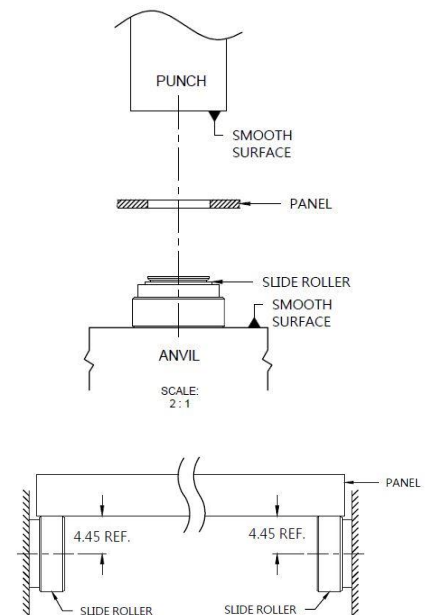 PUNCH
SMOOTH
SURFACE
PANEL
SLIDE ROLLER
SMOOTH
SURFACE
ANVIL
SCALE:
2 : 1
PANEL
4.45 REF.
4.45 REF.
SLIDE ROLLER
SLIDE ROLLER